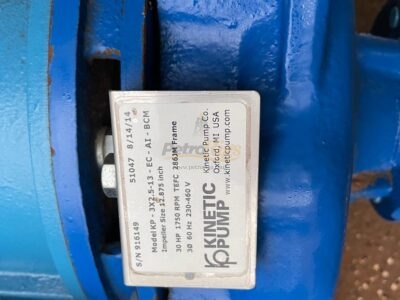 KINETIC
PUMP
Kinetic Pump Co.
Oxford, MI USA
www.kineticpump.com
30 HP 1750 RPM TEFC 286JM Frame
3Ø 60 Hz 230-460 V
Model KP - 3X2.5-13 - EC - AI - BCM
Impeller Size 12.875 inch
S/N 916149 51047 8/14/14